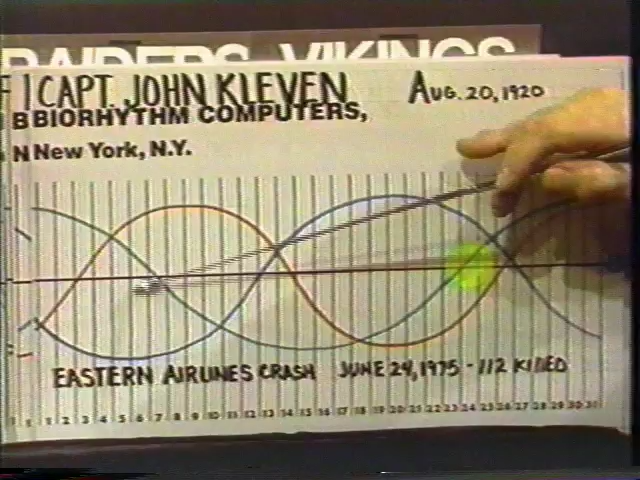 RAIDERS VIKINGS
CAPT. JOHN KLEVEN AUG. 20, 1920
BBIORHYTHM COMPUTERS,
NNew York, N.Y.
EASTERN AIRLINES CRASH JUNE 24, 1975 - 112 KILLED
1 2 3 4 5 6 7 8 9 10 11 12 13 14 15 16 17 18 19 20 21 22 23 24 25 26 27 28 29 30 31